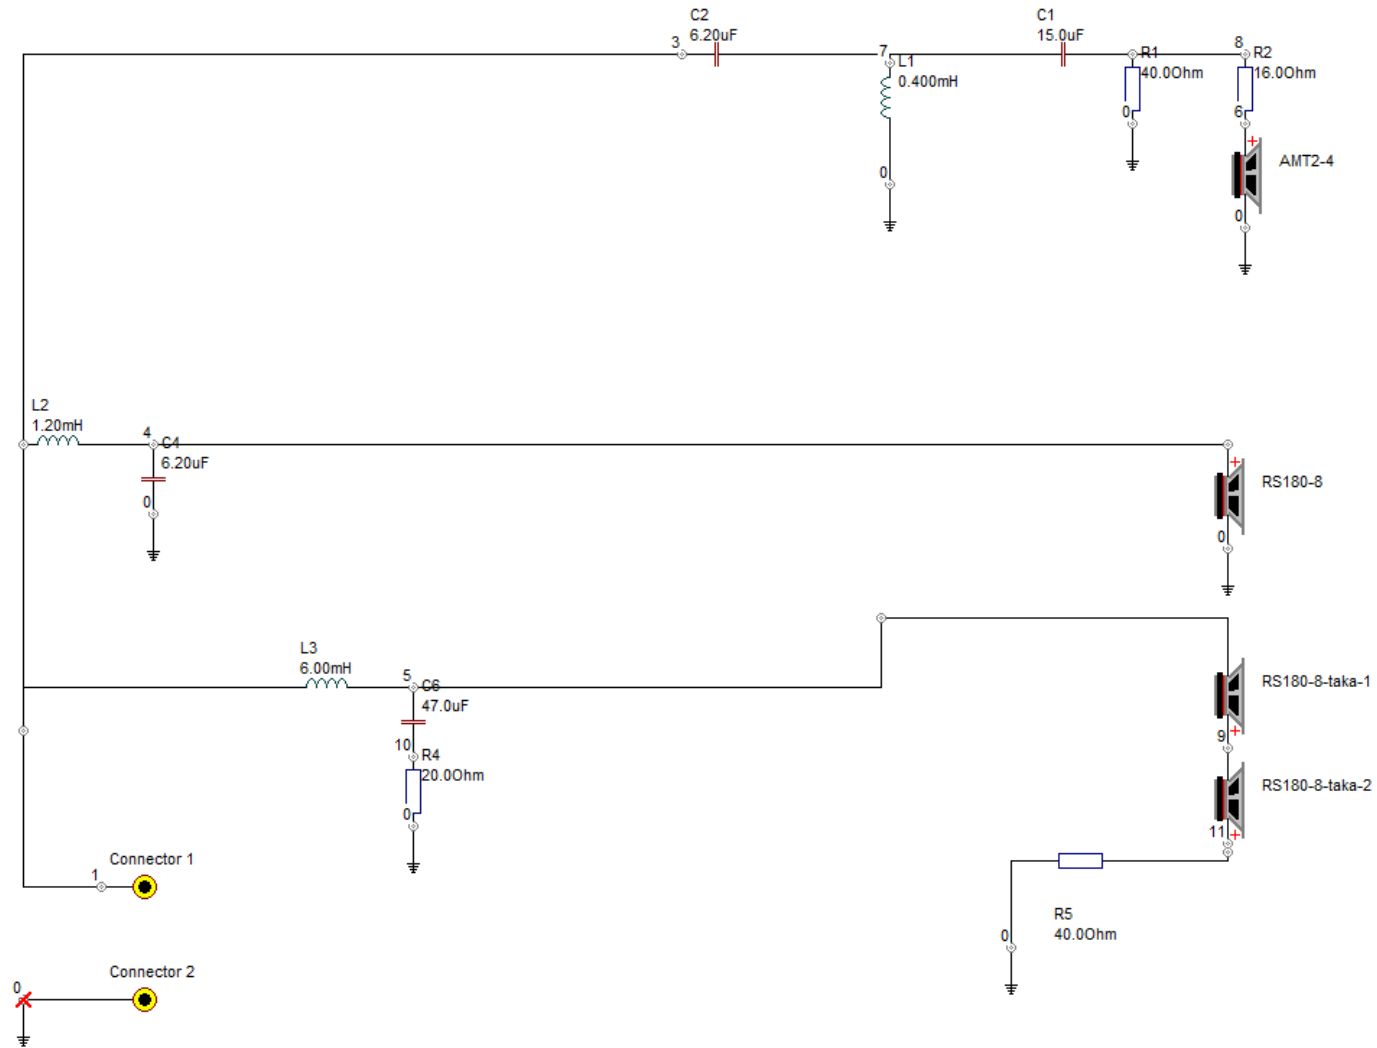 C2
6.20uF
C1
15.0uF
3
7
L1
0.400mH
R1
40.0Ohm
8
R2
16.0Ohm
0
0
6
+
AMT2-4
0
L2
1.20mH
4
C4
6.20uF
0
+
RS180-8
0
L3
6.00mH
5
C6
47.0uF
10
R4
20.0Ohm
0
RS180-8-taka-1
+
9
RS180-8-taka-2
11
+
R5
40.0Ohm
0
Connector 1
1
Connector 2
0